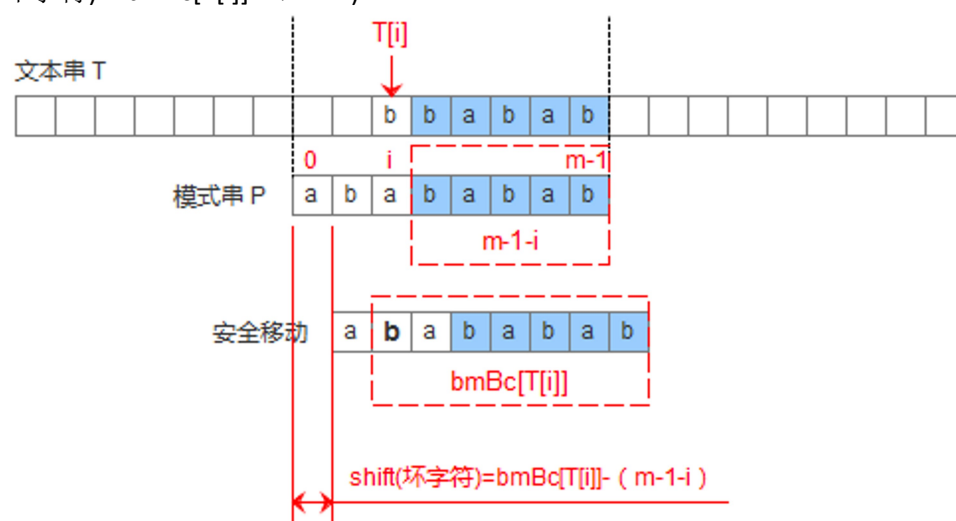 T[i]
文本串 T
b b a b a b
0 i m-1
模式串 P a b a b a b a b
m-1-i
安全移动 a b a b a b a b
bmBc[T[i]]
shift(坏字符)=bmBc[T[i]]-（m-1-i）